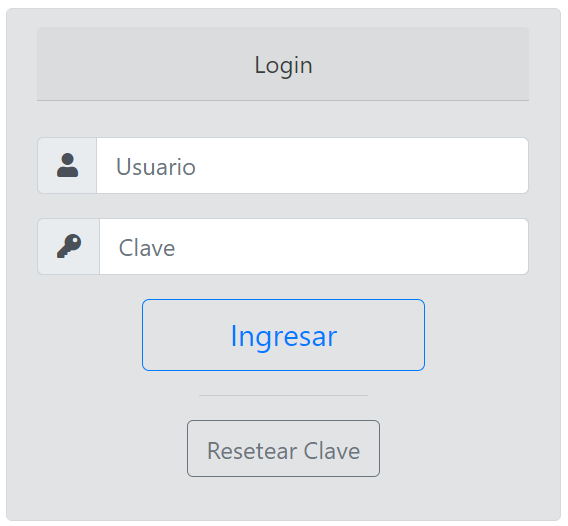 Login
Usuario
Clave
Ingresar
Resetear Clave